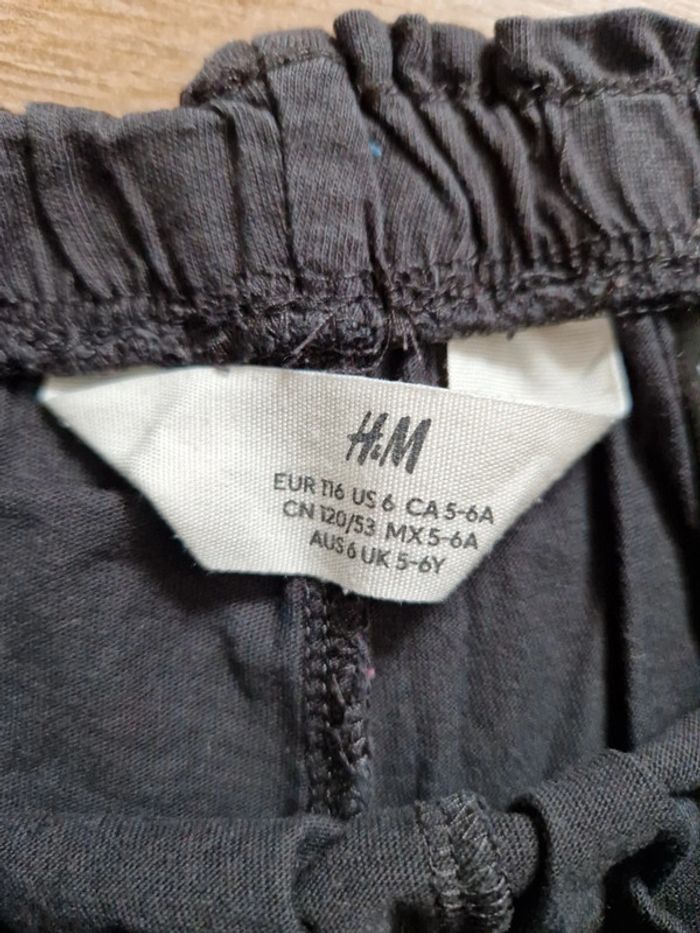 H&M
EUR 116 US 6 CA 5-6A
CN 120/53 MX 5-6A
AUS 6 UK 5-6Y